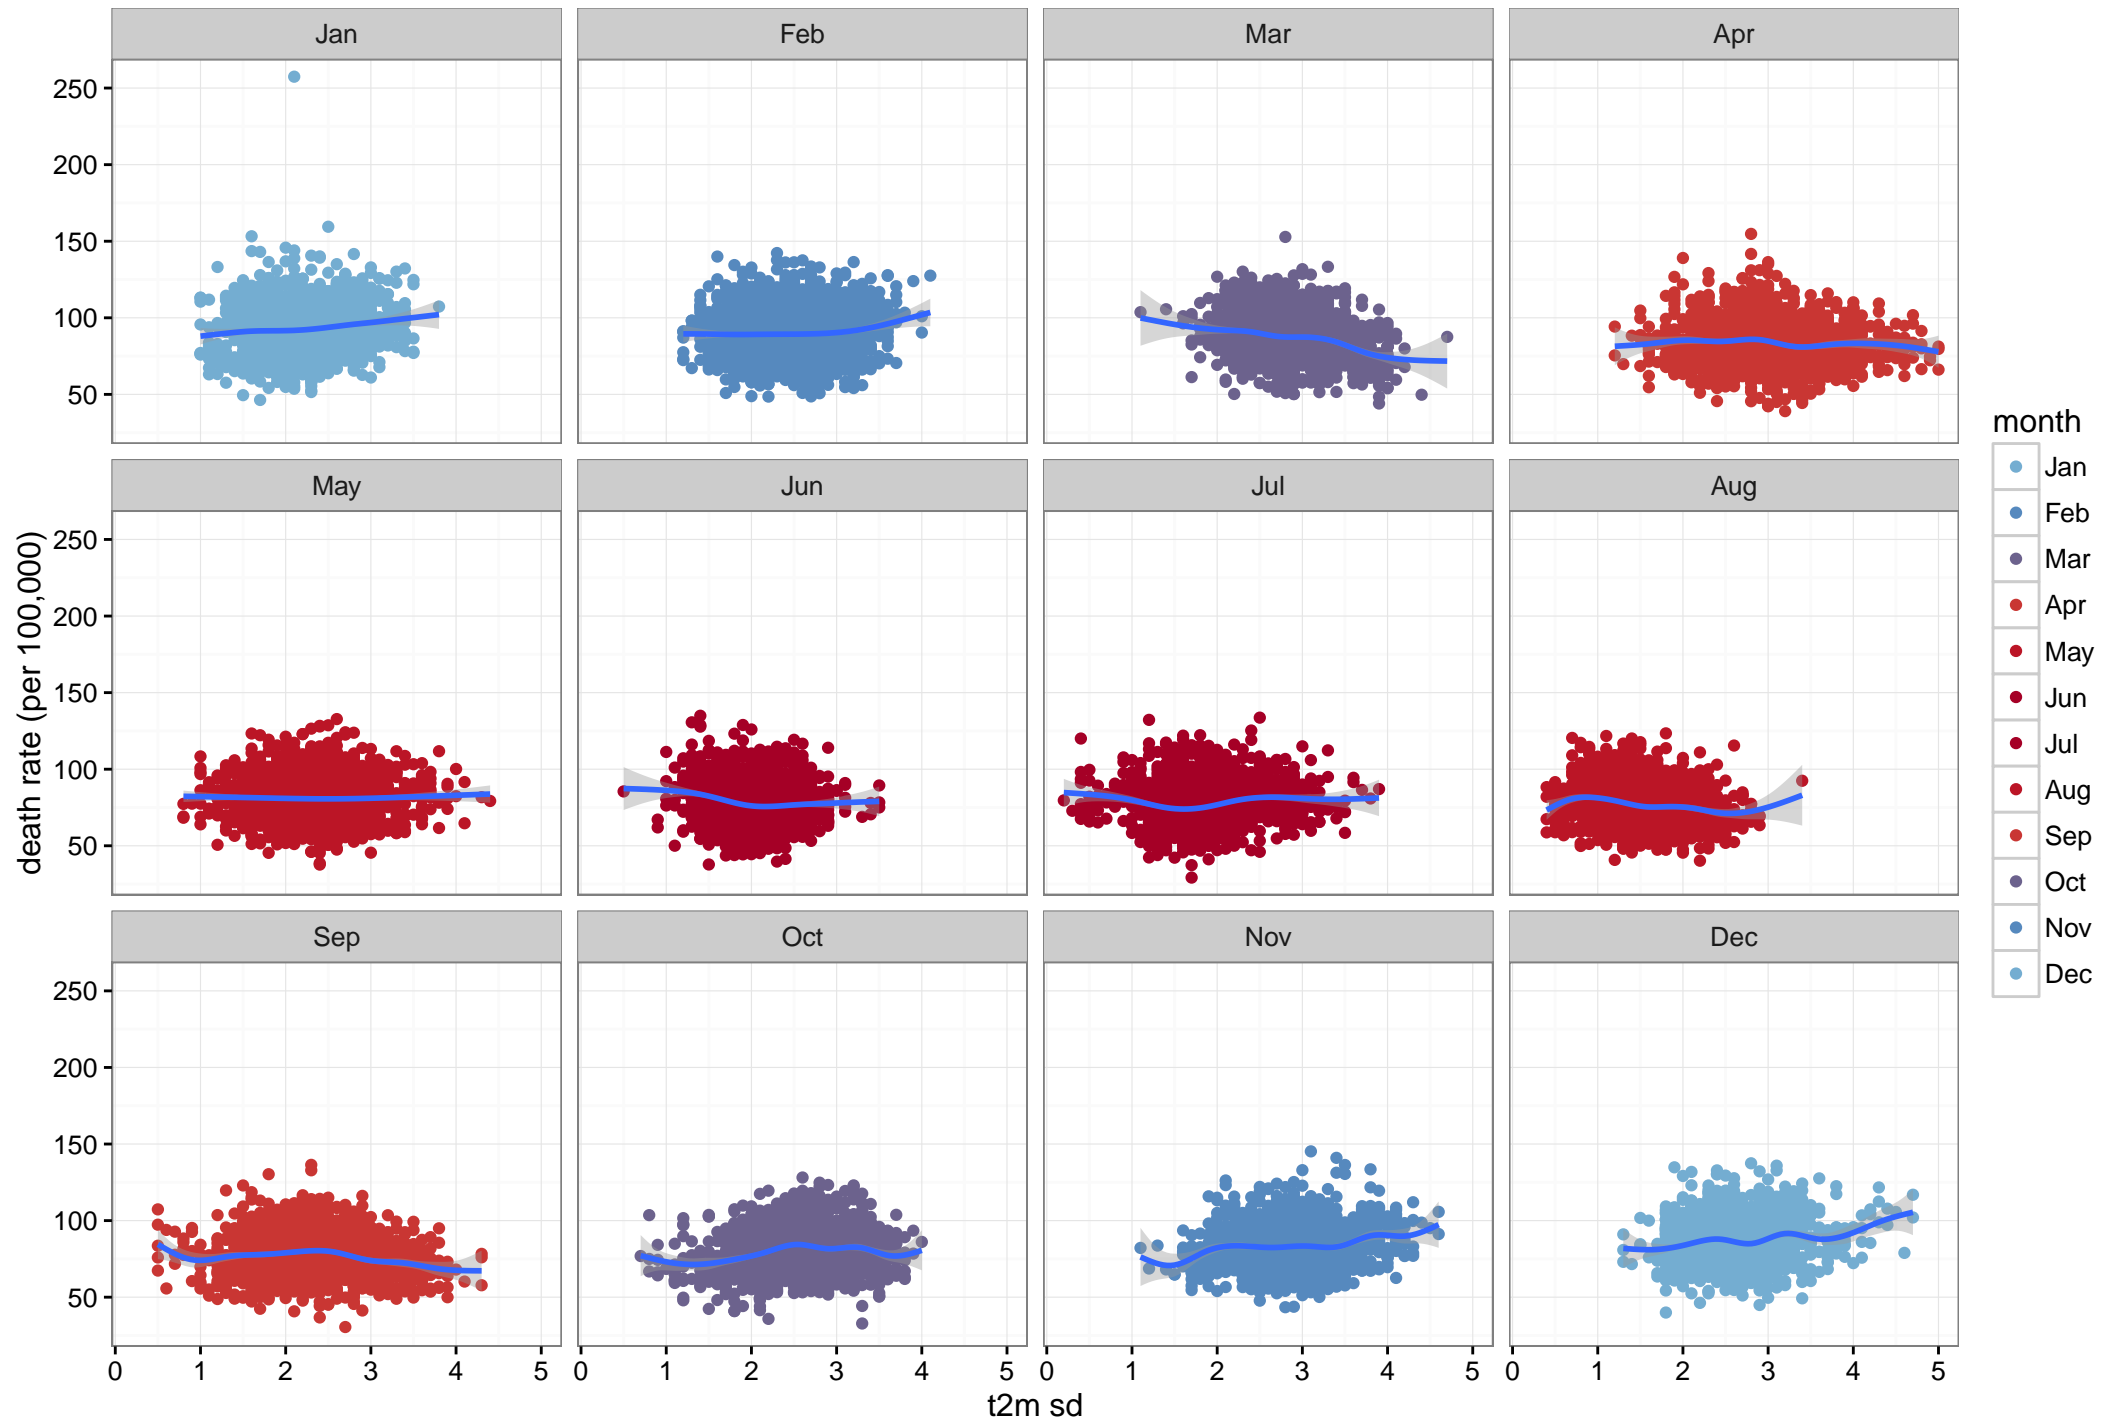 Jan Feb Mar Apr
250
200
150
100
50
May Jun Jul Aug
250
200
150
100
50
Sep Oct Nov Dec
250
200
150
100
50
0 1 2 3 4 5 0 1 2 3 4 5 0 1 2 3 4 5 0 1 2 3 4 5
t2m sd
death rate (per 100,000)
month
Jan
Feb
Mar
Apr
May
Jun
Jul
Aug
Sep
Oct
Nov
Dec